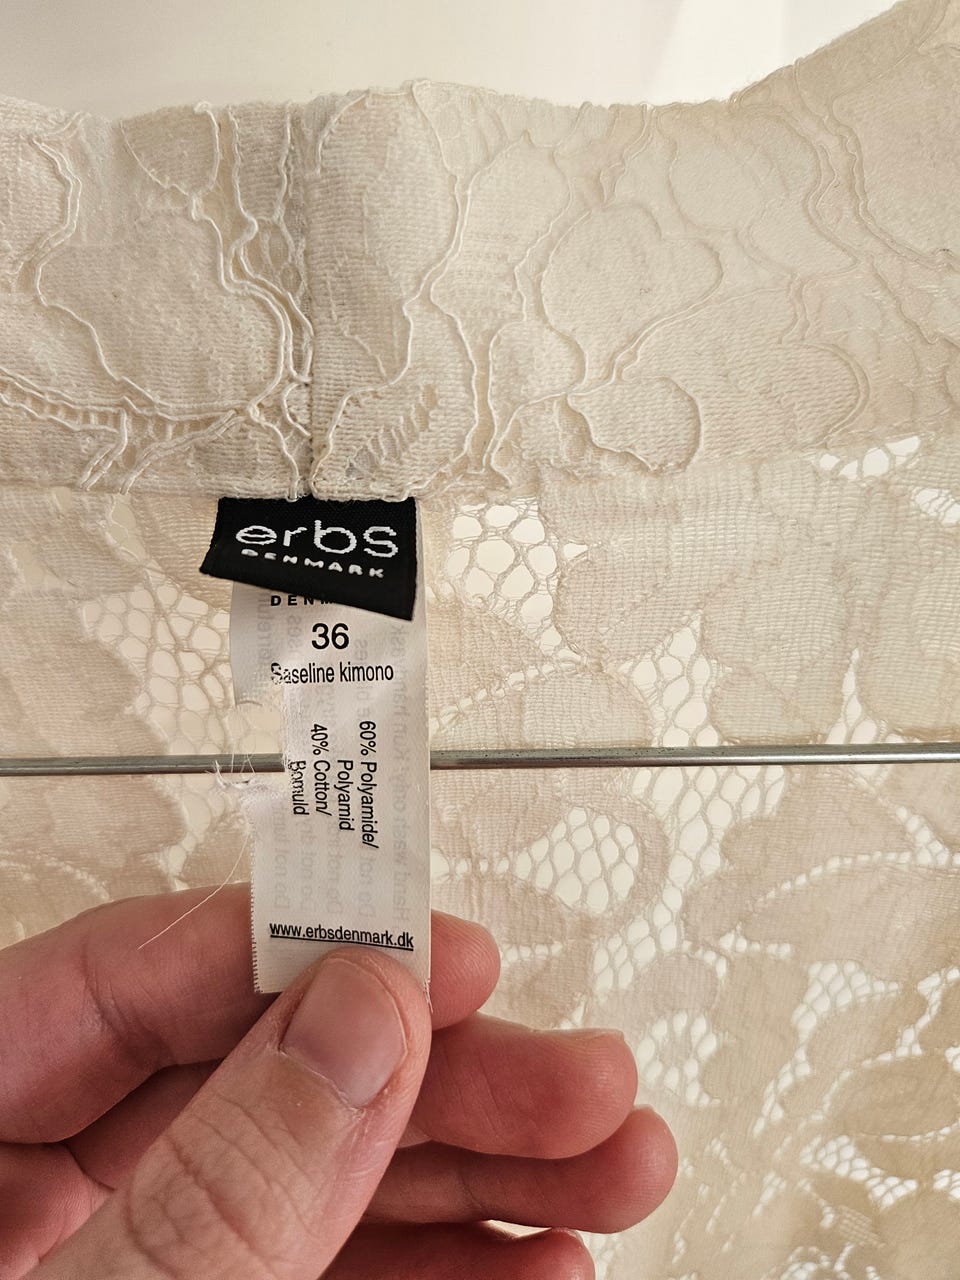 erbs
DENMARK
36
Saseline kimono
60% Polyamide/
Polyamid
40% Cotton/
Bomuld
www.erbsdenmark.dk